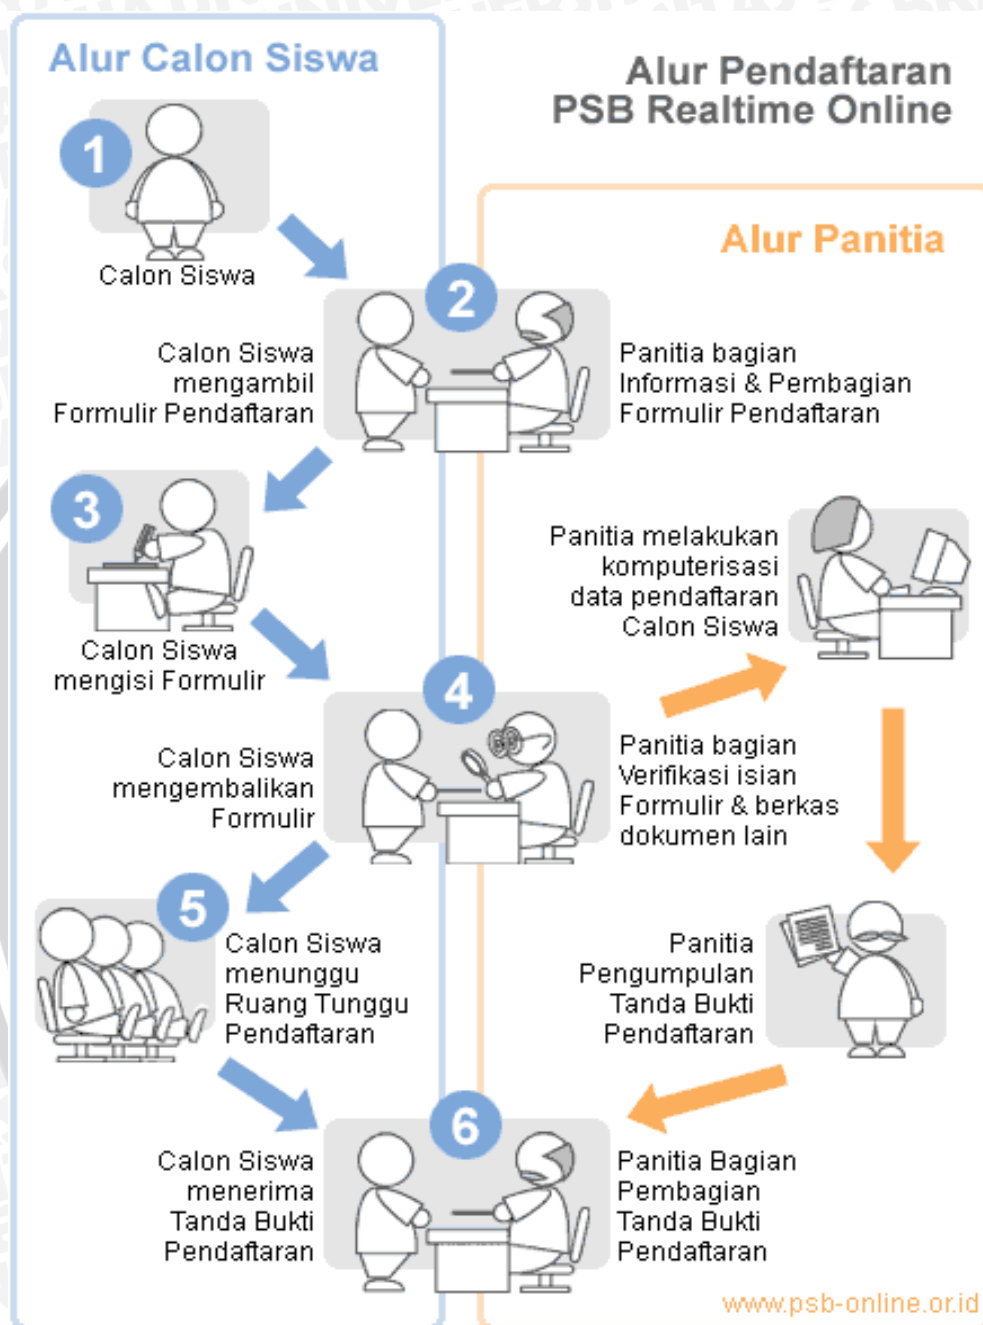 Alur Calon Siswa
Alur Pendaftaran
PSB Realtime Online
1
Calon Siswa
Alur Panitia
2
Calon Siswa
mengambil
Formulir Pendaftaran
Panitia bagian
Informasi & Pembagian
Formulir Pendaftaran
3
Calon Siswa
mengisi Formulir
Panitia melakukan
komputerisasi
data pendaftaran
Calon Siswa
4
Calon Siswa
mengembalikan
Formulir
Panitia bagian
Verifikasi isian
Formulir & berkas
dokumen lain
5
Calon Siswa
menunggu
Ruang Tunggu
Pendaftaran
Panitia
Pengumpulan
Tanda Bukti
Pendaftaran
6
Calon Siswa
menerima
Tanda Bukti
Pendaftaran
Panitia Bagian
Pembagian
Tanda Bukti
Pendaftaran
www.psb-online.or.id